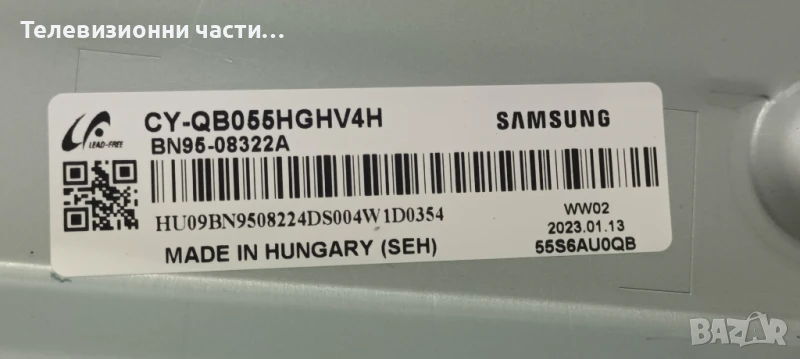 Телевизионни части...
CY-QB055HGHV4H
SAMSUNG
BN95-08322A
LEAD-FREE
HU09BN9508224DS004W1D0354
WW02
2023.01.13
MADE IN HUNGARY (SEH)
55S6AU0QB
BAZAR